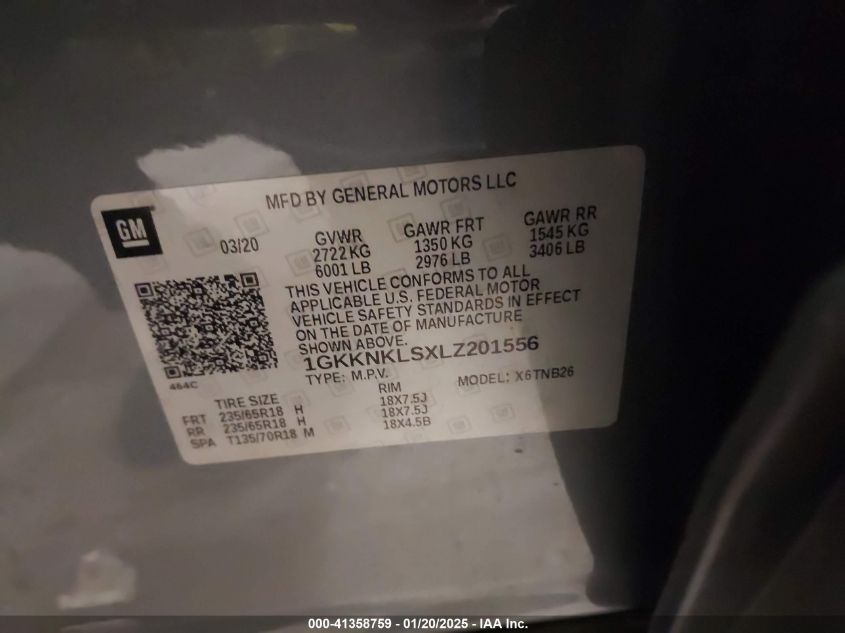 MFD BY GENERAL MOTORS LLC
GM
03/20 GVWR GAWR FRT GAWR RR
2722 KG 1350 KG 1545 KG
6001 LB 2976 LB 3406 LB
THIS VEHICLE CONFORMS TO ALL
APPLICABLE U.S. FEDERAL MOTOR
VEHICLE SAFETY STANDARDS IN EFFECT
ON THE DATE OF MANUFACTURE
SHOWN ABOVE.
1GKKNKLSXLZ201556
TYPE: M.P.V. MODEL: X6TNB26
464C
TIRE SIZE RIM
FRT 235/65R18 H 18X7.5J
RR 235/65R18 H 18X7.5J
SPA T135/70R18 M 18X4.5B
000-41358759 - 01/20/2025 - IAA Inc.